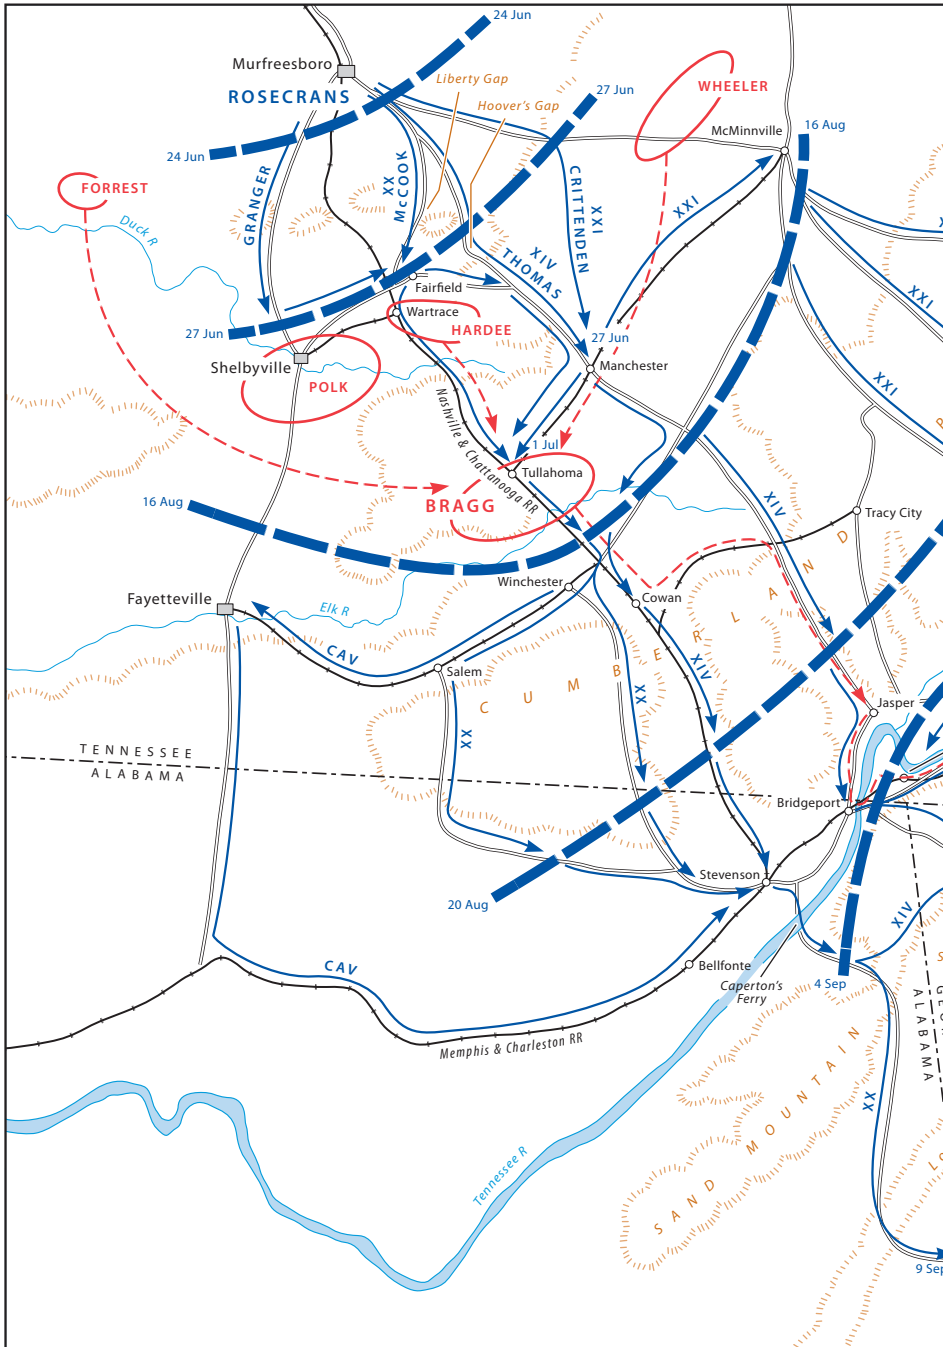 24 Jun
Murfreesboro
ROSECRANS
Liberty Gap
Hoover's Gap
27 Jun
WHEELER
McMinnville
16 Aug
24 Jun
FORREST
GRANGER
XX
McCOOK
XXI
CRITTENDEN
XXI
XXI
XXI
Duck R
XIV
THOMAS
Fairfield
Wartrace
HARDEE
27 Jun
27 Jun
Shelbyville
POLK
Manchester
Nashville & Chattanooga RR
1 Jul
Tullahoma
BRAGG
16 Aug
XIV
Tracy City
Winchester
Cowan
Fayetteville
Elk R
CAV
Salem
CUMBERLAND
XIV
XX
XX
Jasper
TENNESSEE
ALABAMA
Bridgeport
Stevenson
20 Aug
XIV
CAV
Bellfonte
Caperton's
Ferry
4 Sep
ALABAMA
Memphis & Charleston RR
XX
SAND MOUNTAIN
Tennessee R
9 Sep